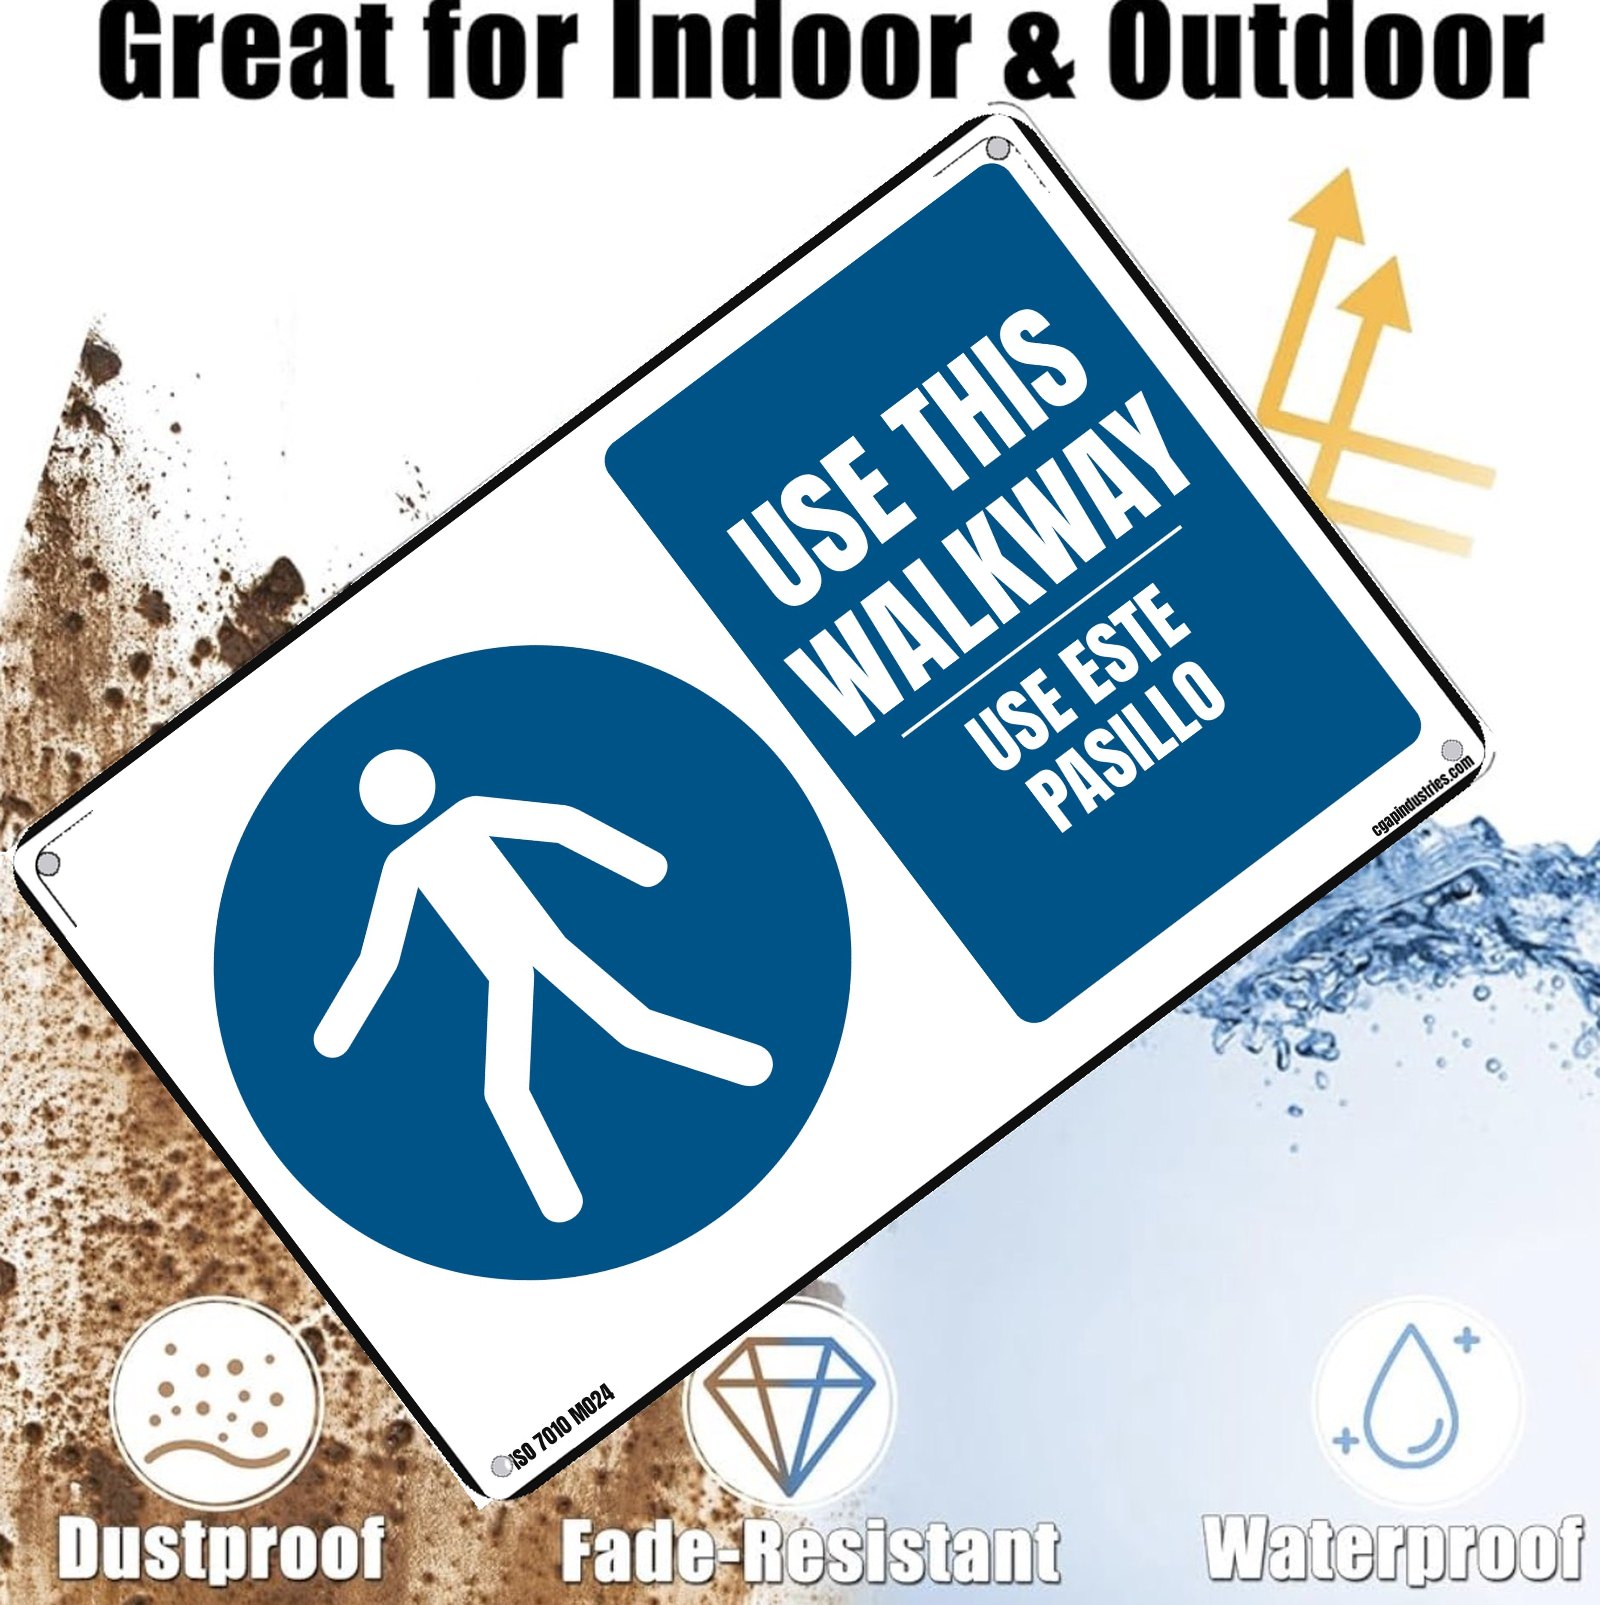 Great for Indoor & Outdoor
USE THIS
WALKWAY
USE ESTE
PASILLO
cgapindustries.com
ISO 7010 M024
Dustproof
Fade-Resistant
Waterproof